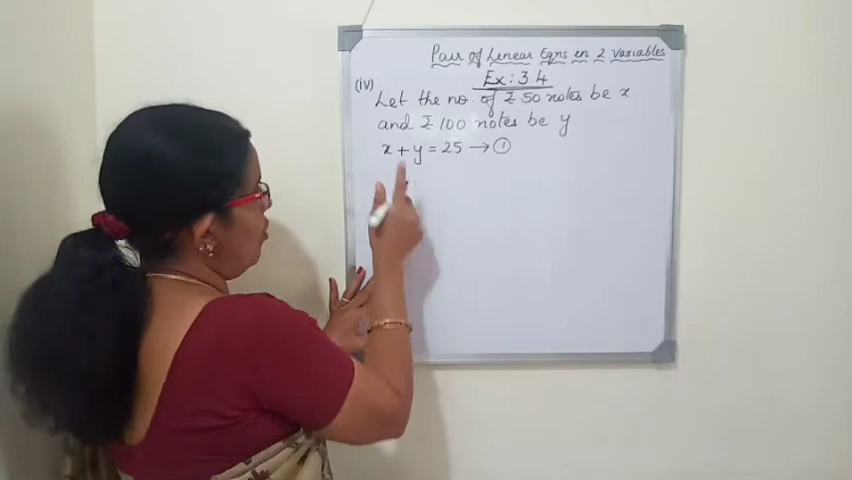 Pair of Linear Eqns in 2 Variables
Ex: 3.4
(iv) Let the no. of ₹ 50 notes be x
and ₹ 100 notes be y
x + y = 25 → ①